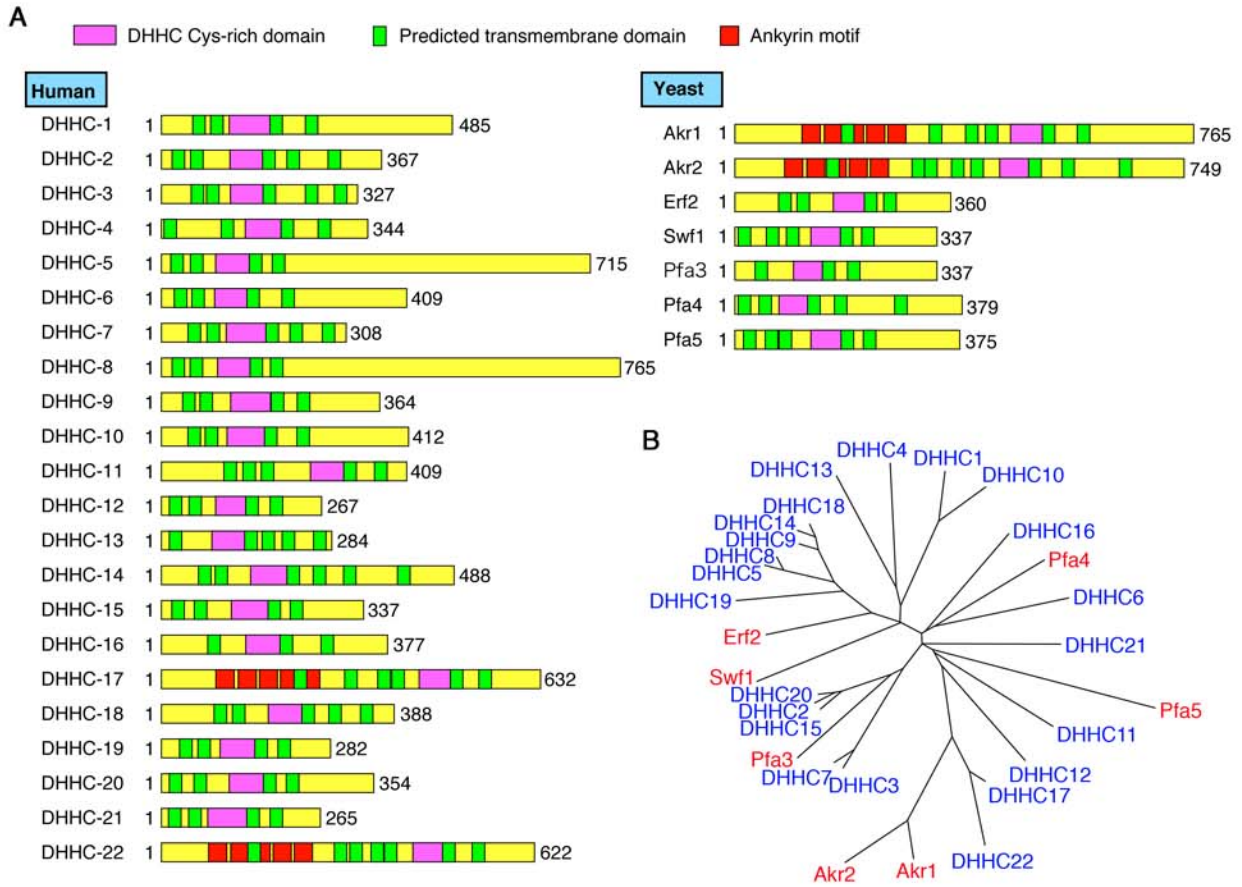 A
DHHC Cys-rich domain
Predicted transmembrane domain
Ankyrin motif
Human
DHHC-1 1 485
DHHC-2 1 367
DHHC-3 1 327
DHHC-4 1 344
DHHC-5 1 715
DHHC-6 1 409
DHHC-7 1 308
DHHC-8 1 765
DHHC-9 1 364
DHHC-10 1 412
DHHC-11 1 409
DHHC-12 1 267
DHHC-13 1 284
DHHC-14 1 488
DHHC-15 1 337
DHHC-16 1 377
DHHC-17 1 632
DHHC-18 1 388
DHHC-19 1 282
DHHC-20 1 354
DHHC-21 1 265
DHHC-22 1 622
Yeast
Akr1 1 765
Akr2 1 749
Erf2 1 360
Swf1 1 337
Pfa3 1 337
Pfa4 1 379
Pfa5 1 375
B
DHHC4
DHHC1
DHHC13
DHHC10
DHHC18
DHHC14
DHHC16
DHHC9
DHHC8
Pfa4
DHHC5
DHHC19
DHHC6
Erf2
DHHC21
Swf1
DHHC20
DHHC2
Pfa5
DHHC15
DHHC11
Pfa3
DHHC7
DHHC3
DHHC12
DHHC17
DHHC22
Akr2
Akr1